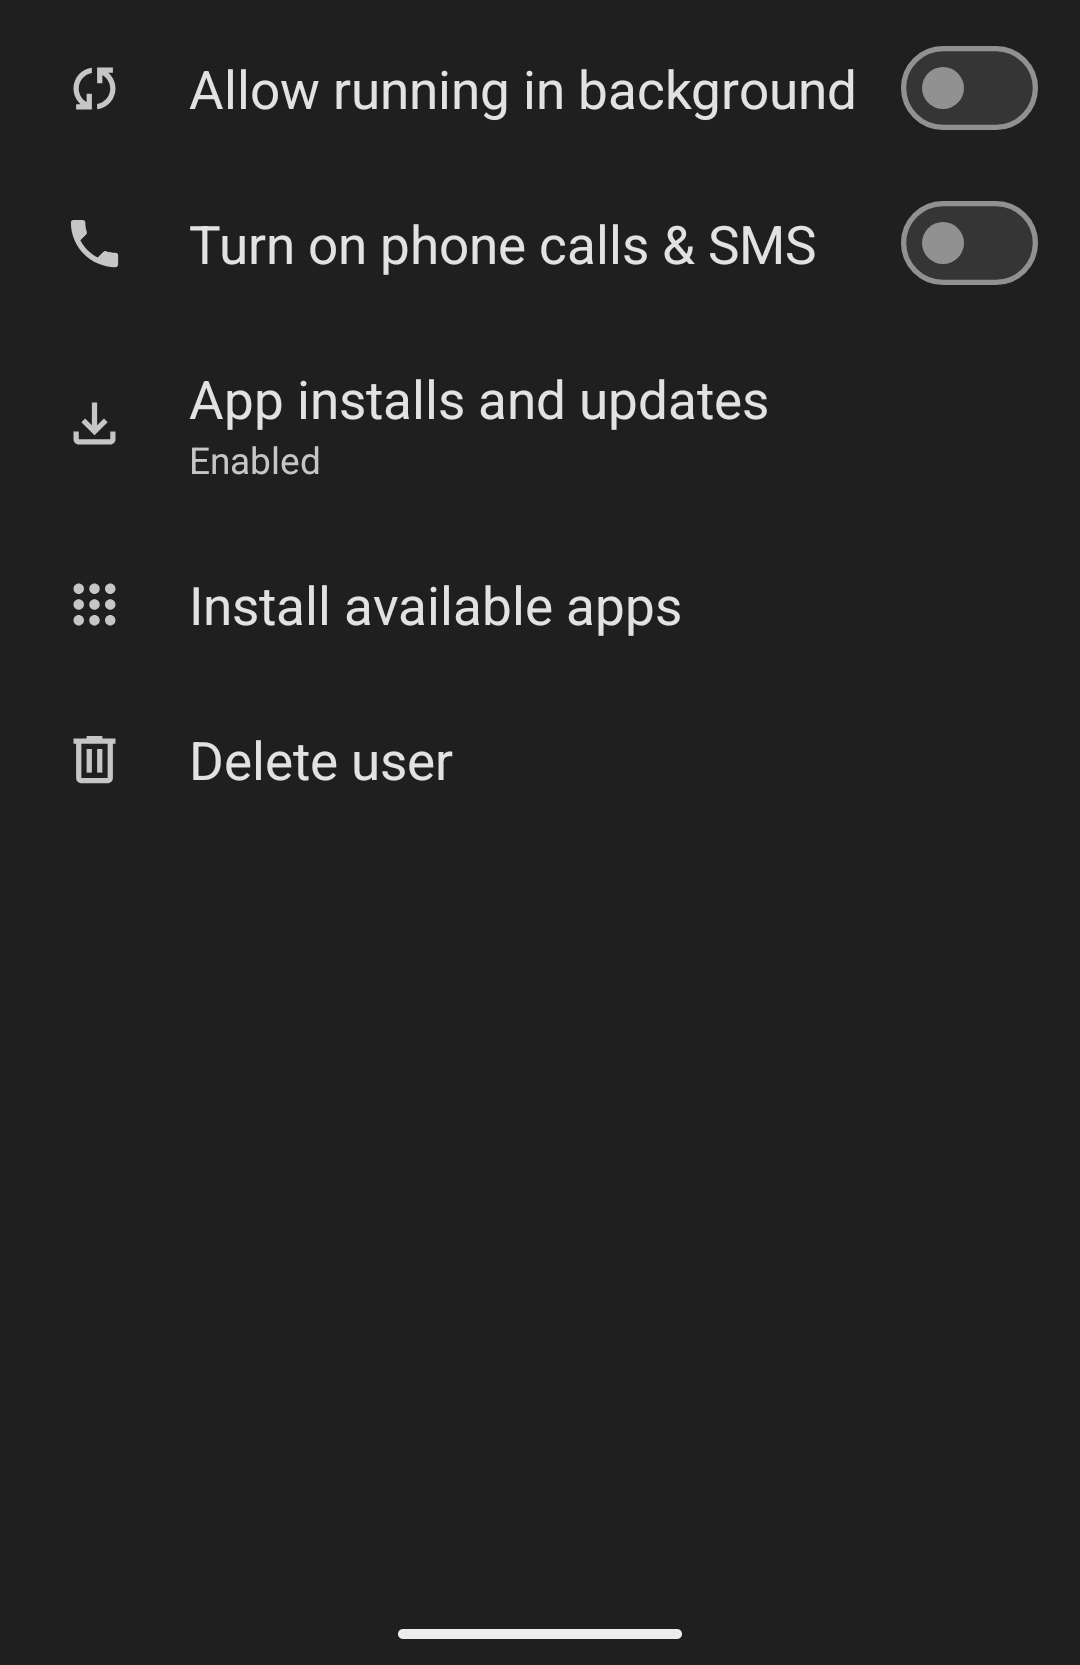 Allow running in background
Turn on phone calls & SMS
App installs and updates
Enabled
Install available apps
Delete user